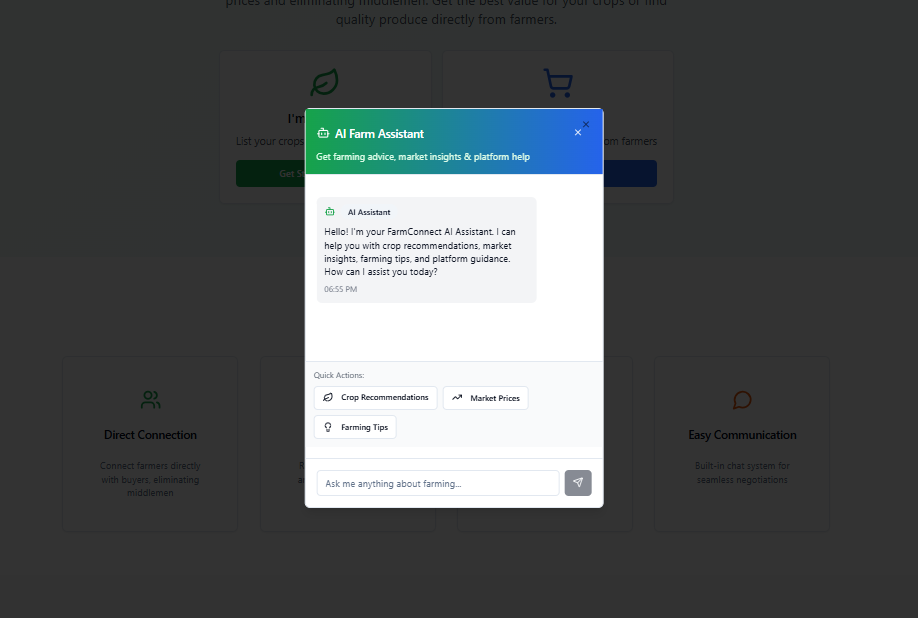 prices and eliminating middlemen. Get the best value for your crops or find
quality produce directly from farmers.
I'm
List your crops
om farmers
Get St
AI Farm Assistant
Get farming advice, market insights & platform help
AI Assistant
Hello! I'm your FarmConnect AI Assistant. I can
help you with crop recommendations, market
insights, farming tips, and platform guidance.
How can I assist you today?
06:55 PM
Quick Actions:
Crop Recommendations
Market Prices
Farming Tips
Ask me anything about farming...
Direct Connection
Connect farmers directly
with buyers, eliminating
middlemen
Easy Communication
Built-in chat system for
seamless negotiations